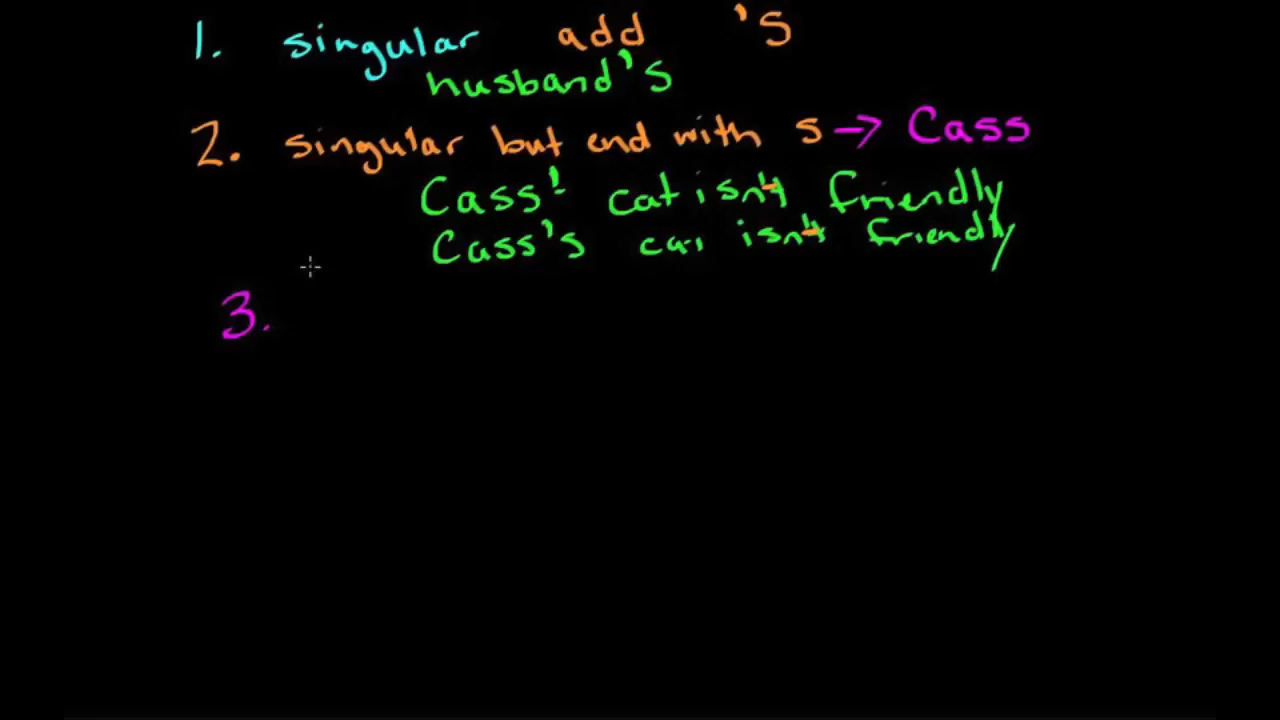 1. singular add 's
husband's
2. singular but end with s → Cass
Cass' cat isn't friendly
Cass's cat isn't friendly
3.